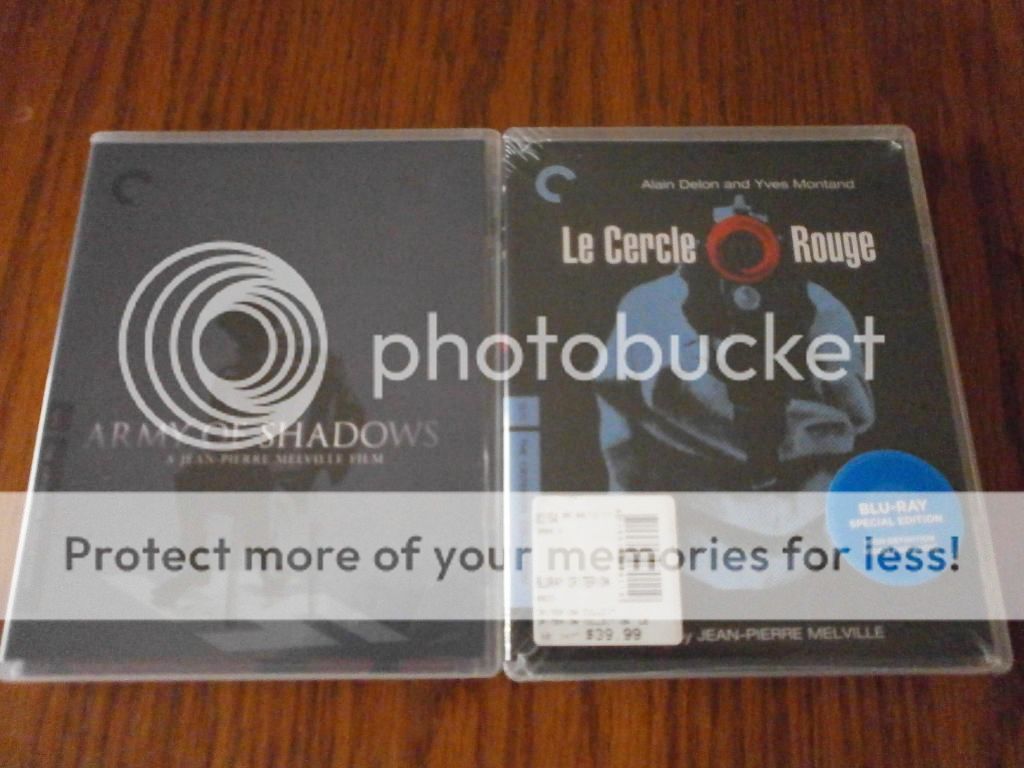 Alain Delon and Yves Montand
Le Cercle Rouge
photobucket
ARMY OF SHADOWS
A JEAN-PIERRE MELVILLE FILM
BLU-RAY
SPECIAL EDITION
Protect more of your memories for less!
$39.99
by JEAN-PIERRE MELVILLE